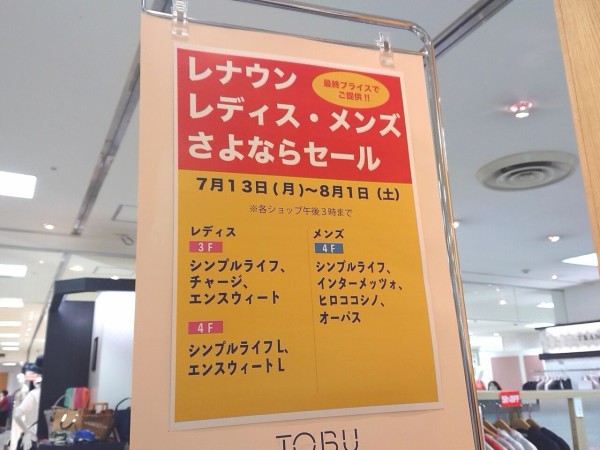 レナウン
レディス・メンズ
さよならセール
最終プライスで
ご提供!!
7月13日(月)~8月1日(土)
※各ショップ午後3時まで
レディス
3F
シンプルライフ、
チャージ、
エンスウィート
4F
シンプルライフL、
エンスウィートL
メンズ
4F
シンプルライフ、
インターメッツォ、
ヒロココシノ、
オーパス
TOBU
50%OFF
FRAN